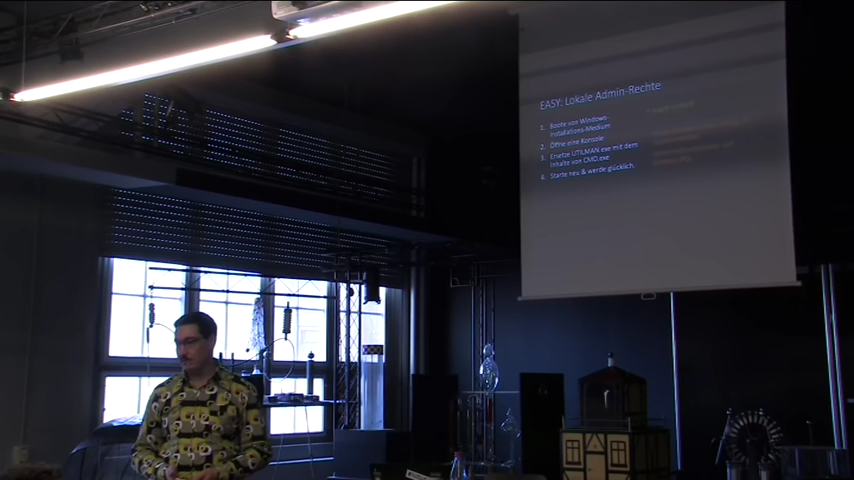 EASY: Lokale Admin-Rechte
1. Boote von Windows-
Installations-Medium
2. Öffne eine Konsole
3. Ersetze UTILMAN.exe mit dem
Inhalte von CMD.exe
4. Starte neu & werde glücklich.